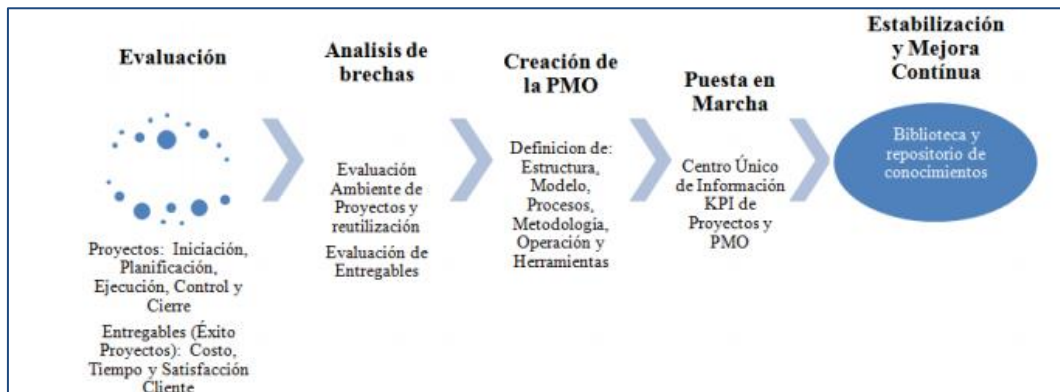 Evaluación
Proyectos: Iniciación,
Planificación,
Ejecución, Control y
Cierre
Entregables (Éxito
Proyectos): Costo,
Tiempo y Satisfacción
Cliente
Analisis de
brechas
Evaluación
Ambiente de
Proyectos y
reutilización
Evaluación de
Entregables
Creación de
la PMO
Definicion de:
Estructura,
Modelo,
Procesos,
Metodología,
Operación y
Herramientas
Puesta en
Marcha
Centro Único
de Información
KPI de
Proyectos y
PMO
Estabilización
y Mejora
Contínua
Biblioteca y
repositorio de
conocimientos